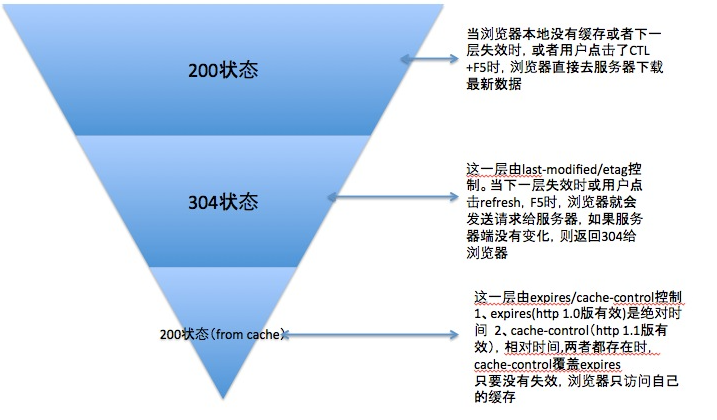 200状态
当浏览器本地没有缓存或者下一
层失效时，或者用户点击了CTL
+F5时，浏览器直接去服务器下载
最新数据
304状态
这一层由last-modified/etag控
制。当下一层失效时或用户点
击refresh，F5时，浏览器就会
发送请求给服务器，如果服务
器端没有变化，则返回304给
浏览器
200状态（from cache）
这一层由expires/cache-control控制
1、expires(http 1.0版有效)是绝对时
间 2、cache-control（http 1.1版有
效），相对时间,两者都存在时，
cache-control覆盖expires
只要没有失效，浏览器只访问自己
的缓存